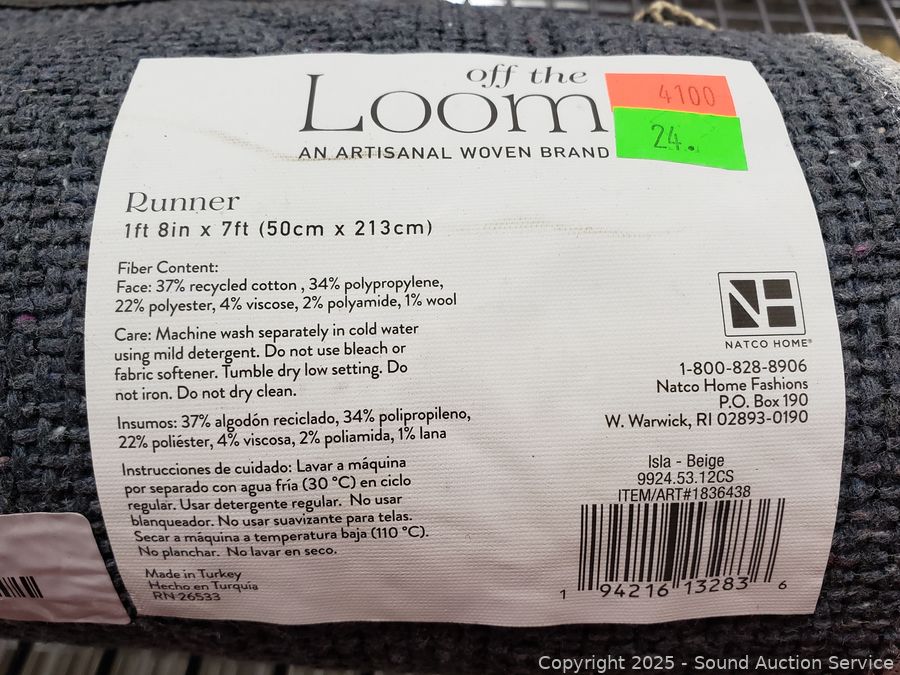 off the
Loom
AN ARTISANAL WOVEN BRAND
4100
24.
Runner
1ft 8in x 7ft (50cm x 213cm)
Fiber Content:
Face: 37% recycled cotton , 34% polypropylene,
22% polyester, 4% viscose, 2% polyamide, 1% wool
Care: Machine wash separately in cold water
using mild detergent. Do not use bleach or
fabric softener. Tumble dry low setting. Do
not iron. Do not dry clean.
Insumos: 37% algodón reciclado, 34% polipropileno,
22% poliéster, 4% viscosa, 2% poliamida, 1% lana
Instrucciones de cuidado: Lavar a máquina
por separado con agua fría (30 °C) en ciclo
regular. Usar detergente regular. No usar
blanqueador. No usar suavizante para telas.
Secar a máquina a temperatura baja (110 °C).
No planchar. No lavar en seco.
Made in Turkey
Hecho en Turquía
RN 26533
NATCO HOME®
1-800-828-8906
Natco Home Fashions
P.O. Box 190
W. Warwick, RI 02893-0190
Isla - Beige
9924.53.12CS
ITEM/ART#1836438
1 94216 13283 6
Copyright 2025 - Sound Auction Service